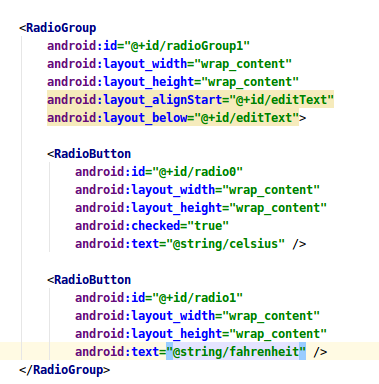 <RadioGroup
android:id="@+id/radioGroup1"
android:layout_width="wrap_content"
android:layout_height="wrap_content"
android:layout_alignStart="@+id/editText"
android:layout_below="@+id/editText">
<RadioButton
android:id="@+id/radio0"
android:layout_width="wrap_content"
android:layout_height="wrap_content"
android:checked="true"
android:text="@string/celsius" />
<RadioButton
android:id="@+id/radio1"
android:layout_width="wrap_content"
android:layout_height="wrap_content"
android:text="@string/fahrenheit" />
</RadioGroup>